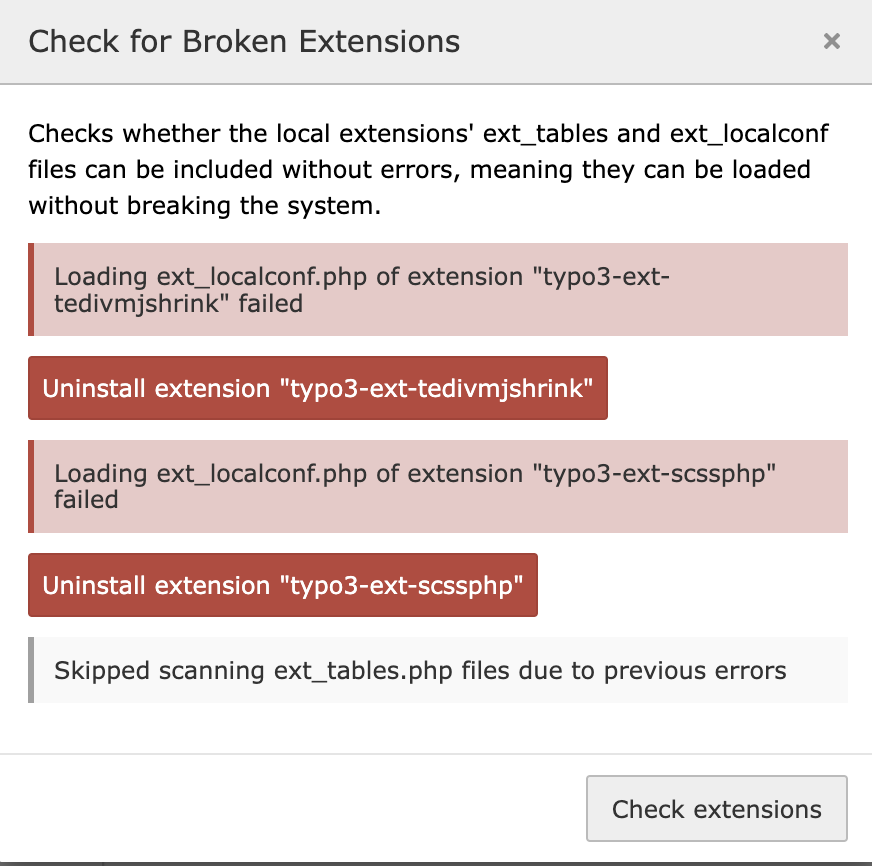 Check for Broken Extensions
×
Checks whether the local extensions' ext_tables and ext_localconf
files can be included without errors, meaning they can be loaded
without breaking the system.
Loading ext_localconf.php of extension "typo3-ext-
tedivmjshrink" failed
Uninstall extension "typo3-ext-tedivmjshrink"
Loading ext_localconf.php of extension "typo3-ext-scssphp"
failed
Uninstall extension "typo3-ext-scssphp"
Skipped scanning ext_tables.php files due to previous errors
Check extensions